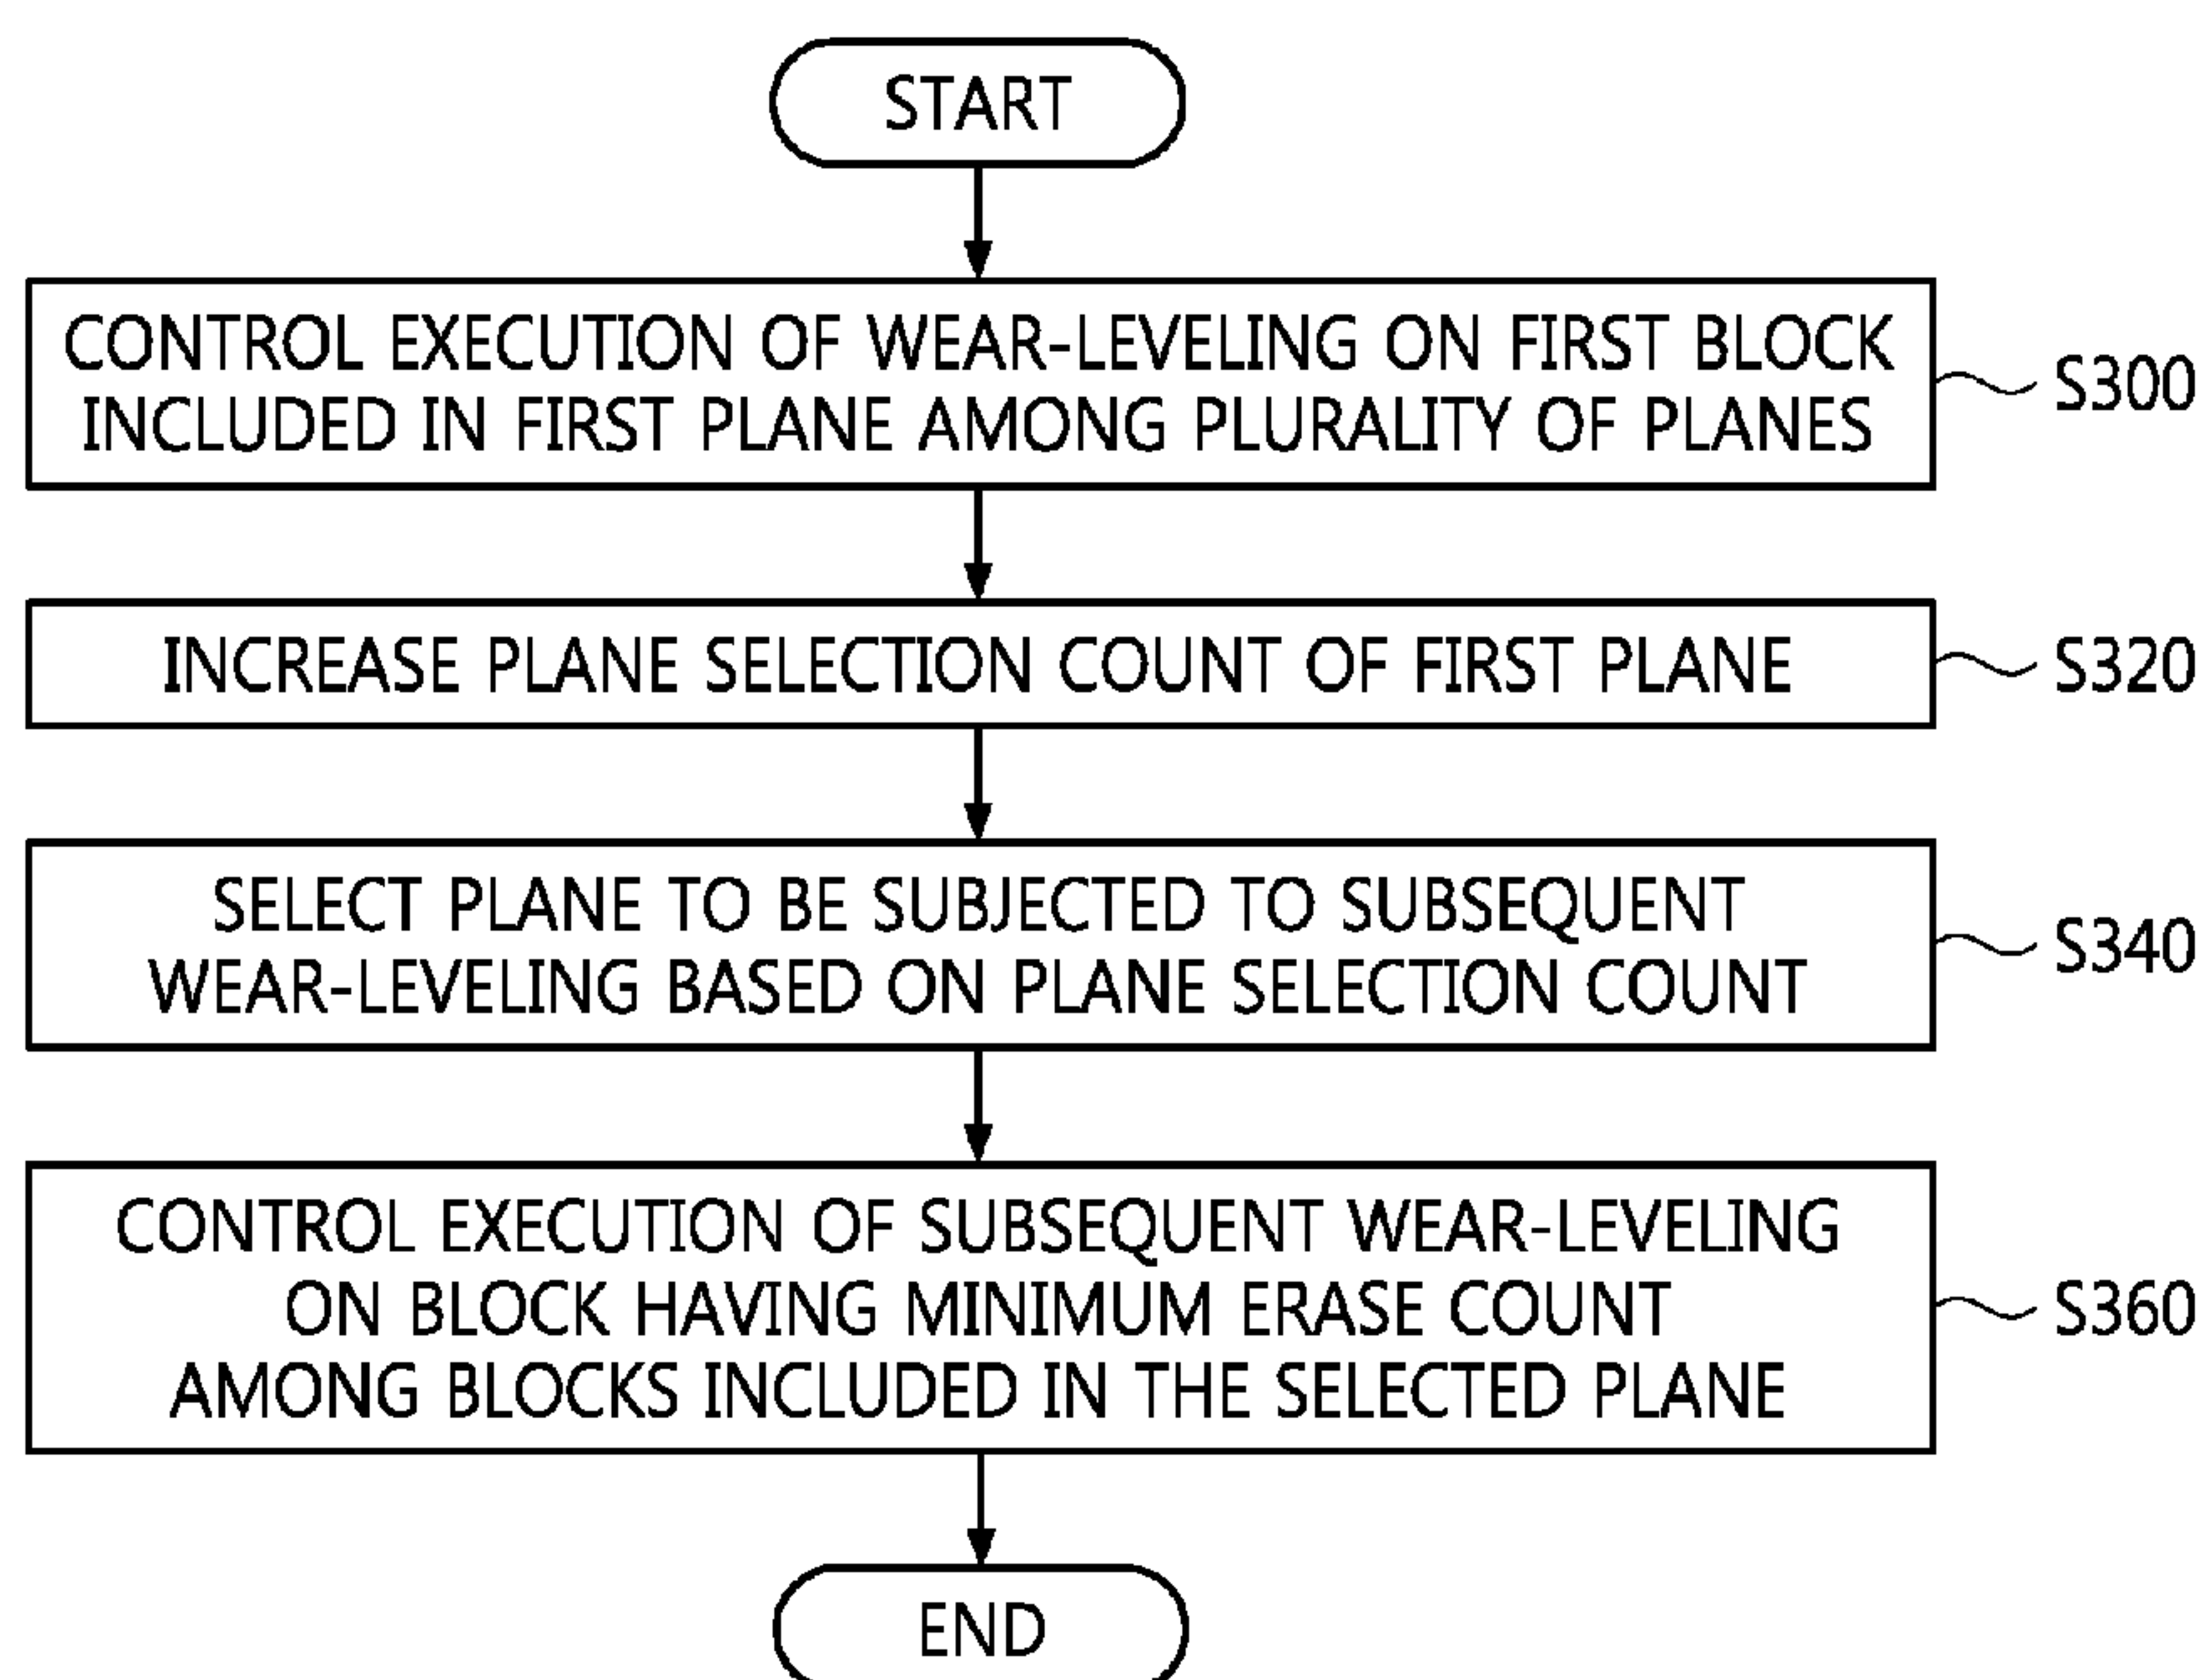 START
CONTROL EXECUTION OF WEAR-LEVELING ON FIRST BLOCK
INCLUDED IN FIRST PLANE AMONG PLURALITY OF PLANES
S300
INCREASE PLANE SELECTION COUNT OF FIRST PLANE
S320
SELECT PLANE TO BE SUBJECTED TO SUBSEQUENT
WEAR-LEVELING BASED ON PLANE SELECTION COUNT
S340
CONTROL EXECUTION OF SUBSEQUENT WEAR-LEVELING
ON BLOCK HAVING MINIMUM ERASE COUNT
AMONG BLOCKS INCLUDED IN THE SELECTED PLANE
S360
END